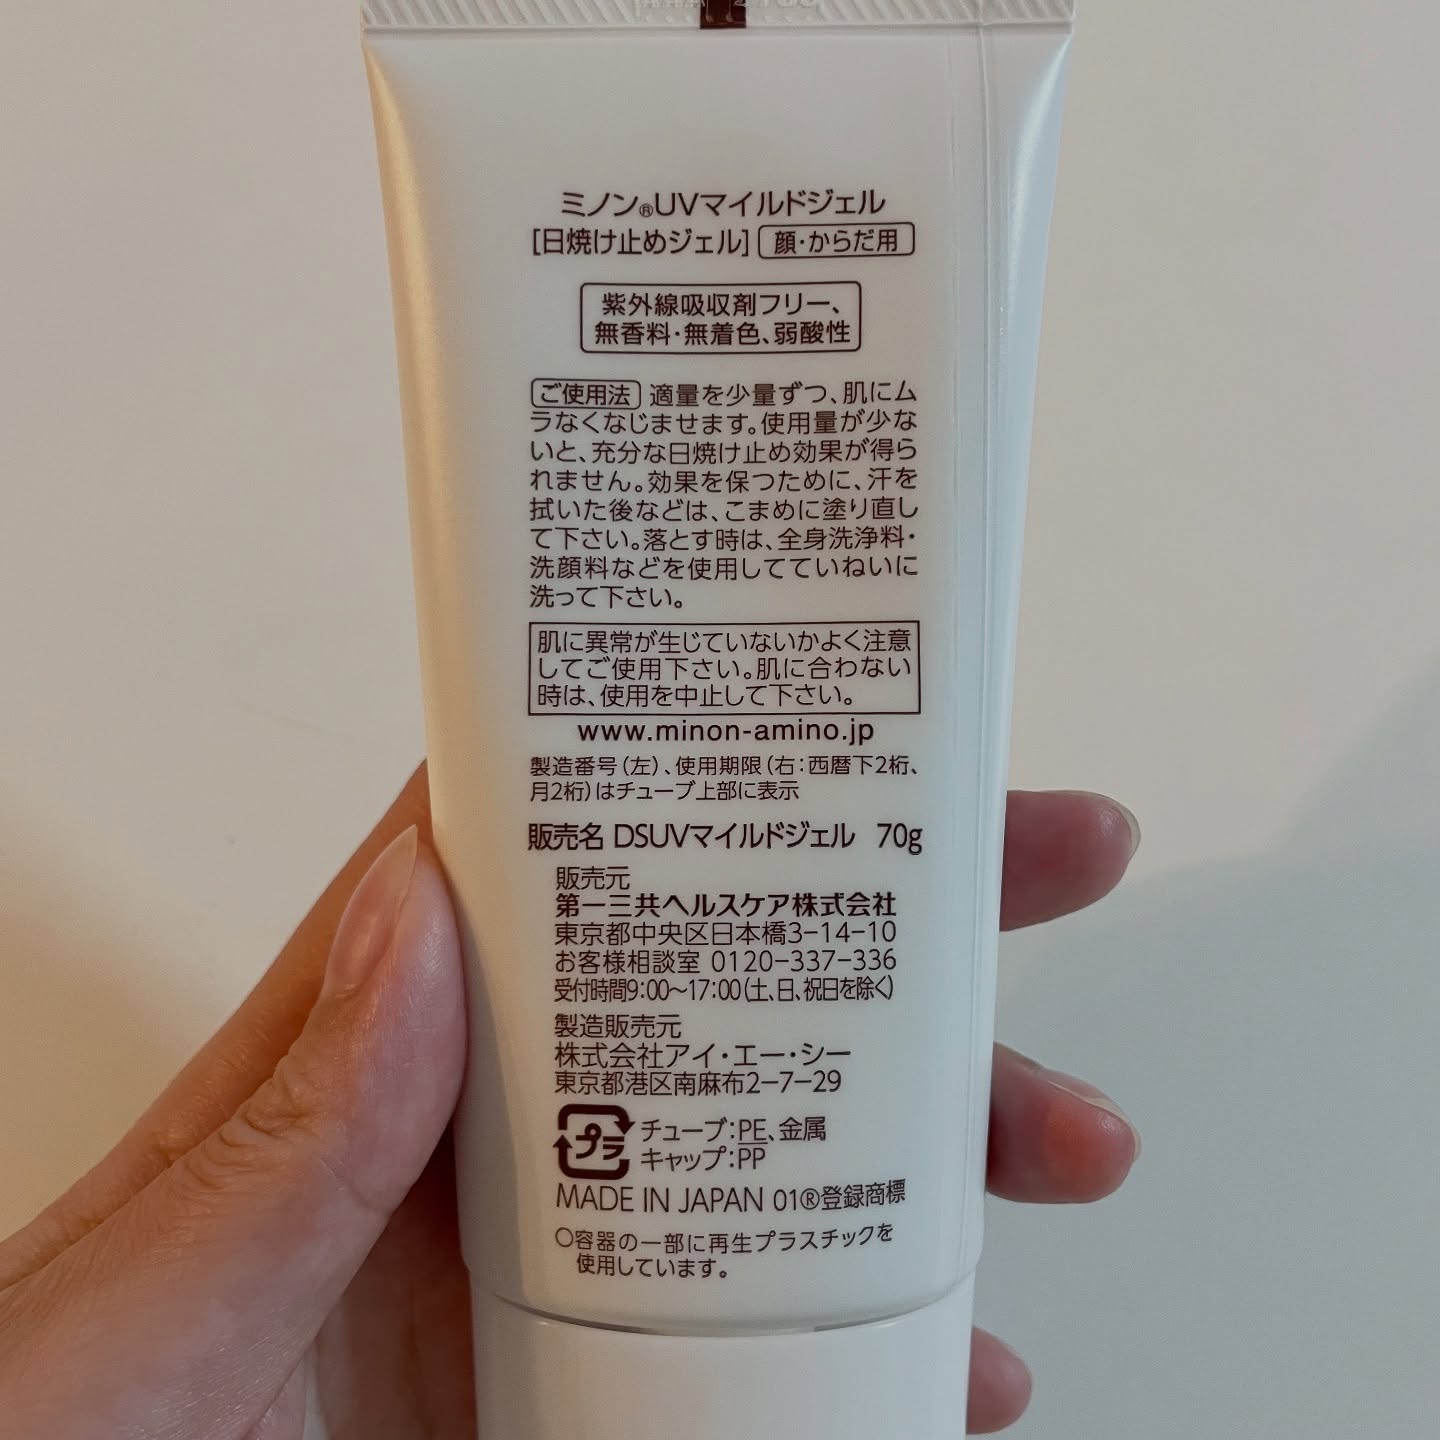 ミノン®UVマイルドジェル
[日焼け止めジェル] 顔・からだ用
紫外線吸収剤フリー、
無香料・無着色、弱酸性
ご使用法 適量を少量ずつ、肌にム
ラなくなじませます。使用量が少な
いと、充分な日焼け止め効果が得ら
れません。効果を保つために、汗を
拭いた後などは、こまめに塗り直し
て下さい。落とす時は、全身洗浄料・
洗顔料などを使用してていねいに
洗って下さい。
肌に異常が生じていないかよく注意
してご使用下さい。肌に合わない
時は、使用を中止して下さい。
www.minon-amino.jp
製造番号(左)、使用期限(右:西暦下2桁、
月2桁)はチューブ上部に表示
販売名 DSUVマイルドジェル 70g
販売元
第一三共ヘルスケア株式会社
東京都中央区日本橋3-14-10
お客様相談室 0120-337-336
受付時間9:00〜17:00(土、日、祝日を除く)
製造販売元
株式会社アイ・エー・シー
東京都港区南麻布2-7-29
プラ チューブ:PE、金属
キャップ:PP
MADE IN JAPAN 01®登録商標
○容器の一部に再生プラスチックを
使用しています。